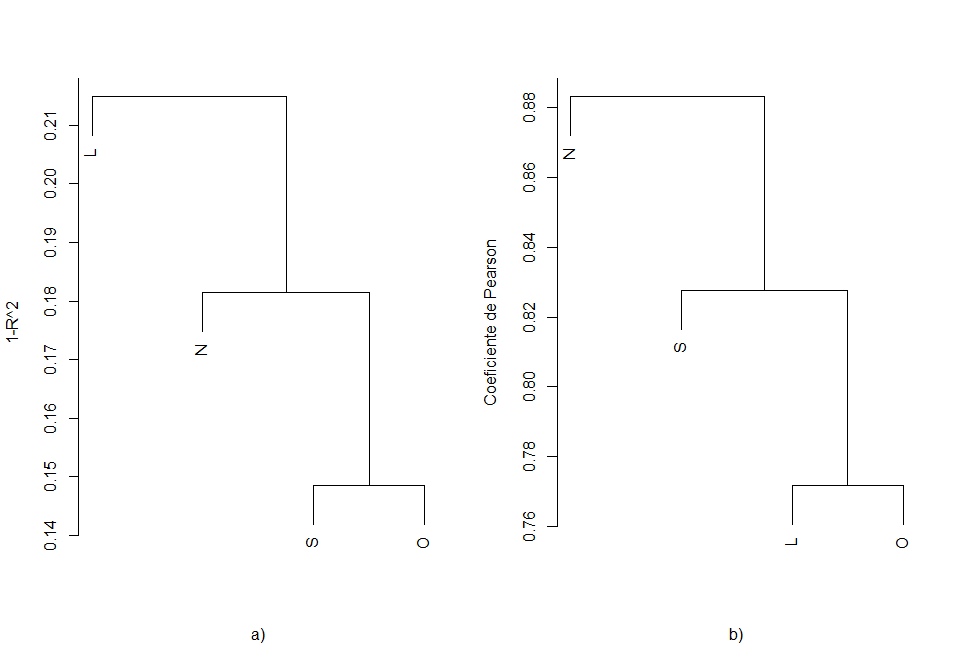 1-R^2
0.21
0.20
0.19
0.18
0.17
0.16
0.15
0.14
L
N
S
O
a)
Coeficiente de Pearson
0.88
0.86
0.84
0.82
0.80
0.78
0.76
N
S
L
O
b)